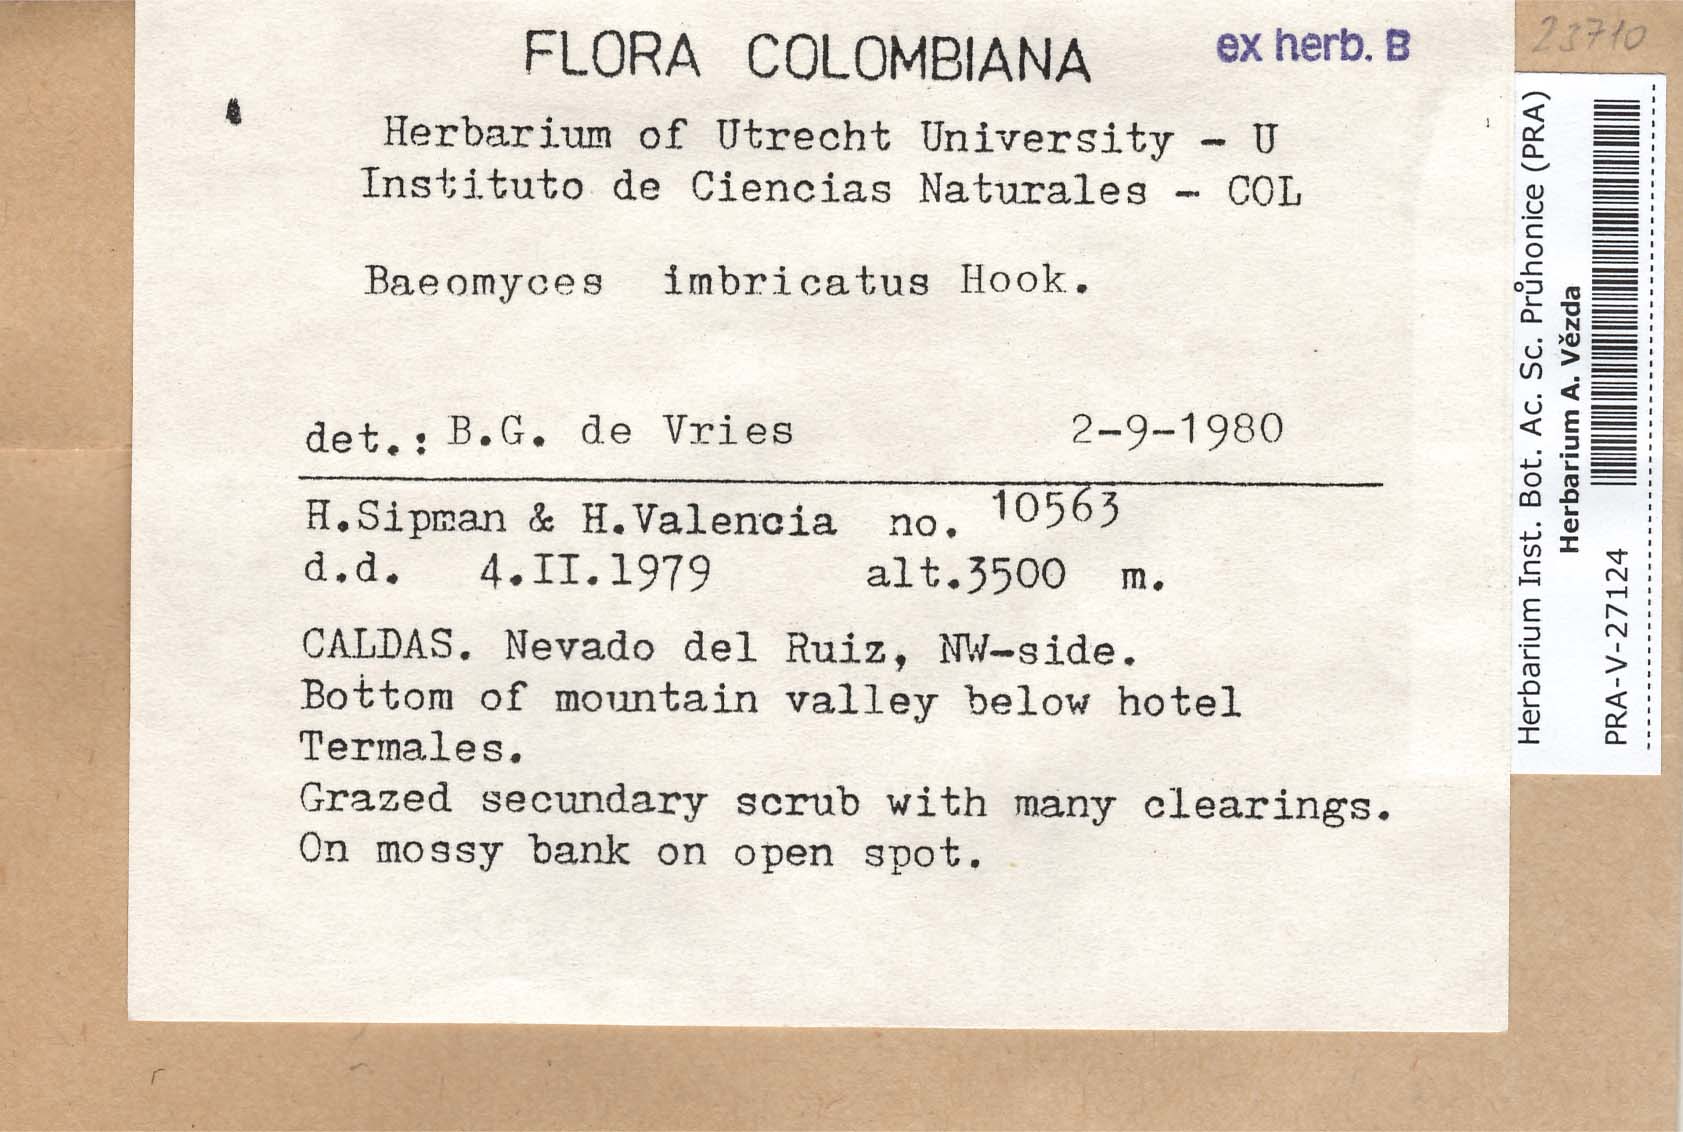 FLORA COLOMBIANA
ex herb. B
23710
Herbarium of Utrecht University - U
Instituto de Ciencias Naturales - COL
Baeomyces imbricatus Hook.
det.: B.G. de Vries 2-9-1980
H.Sipman & H.Valencia no. 10563
d.d. 4.II.1979 alt.3500 m.
CALDAS. Nevado del Ruiz, NW-side.
Bottom of mountain valley below hotel
Termales.
Grazed secundary scrub with many clearings.
On mossy bank on open spot.
Herbarium Inst. Bot. Ac. Sc. Průhonice (PRA)
Herbarium A. Vězda
PRA-V-27124